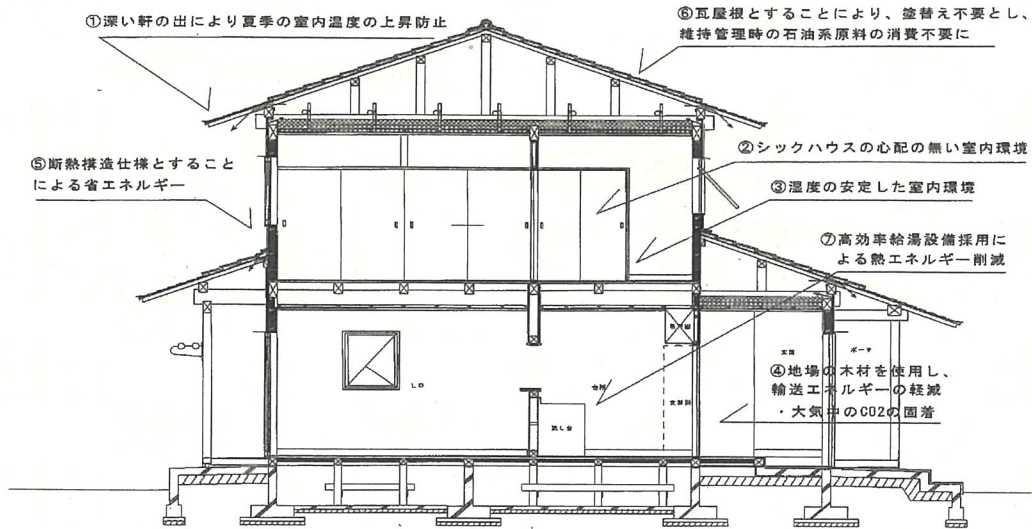 ①深い軒の出により夏季の室内温度の上昇防止
⑥瓦屋根とすることにより、塗替え不要とし、
維持管理時の石油系原料の消費不要に
②シックハウスの心配の無い室内環境
⑤断熱構造仕様とすること
による省エネルギー
③湿度の安定した室内環境
⑦高効率給湯設備採用に
よる熱エネルギー削減
玄関
ポーチ
台所
流し台
④地場の木材を使用し、
輸送エネルギーの軽減
・大気中のCO2の固着